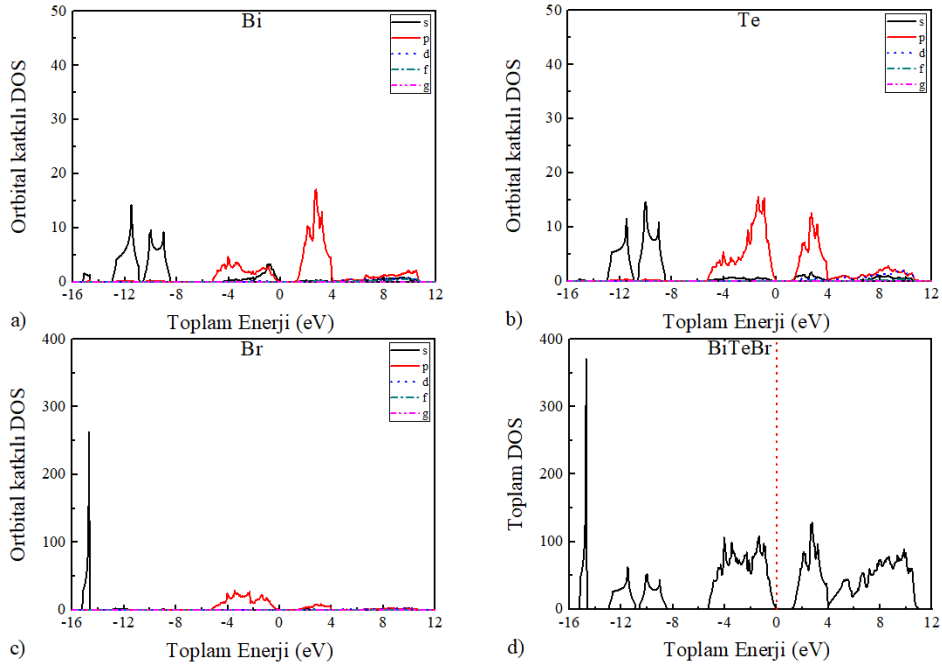 Bi
50
40
30
20
10
0
Orbital katkılı DOS
s
p
d
f
g
-16 -12 -8 -4 0 4 8 12
Toplam Enerji (eV)
a)
Te
50
40
30
20
10
0
Orbital katkılı DOS
s
p
d
f
g
-16 -12 -8 -4 0 4 8 12
Toplam Enerji (eV)
b)
Br
400
300
200
100
0
Orbital katkılı DOS
s
p
d
f
g
-16 -12 -8 -4 0 4 8 12
Toplam Enerji (eV)
c)
BiTeBr
400
300
200
100
0
Toplam DOS
-16 -12 -8 -4 0 4 8 12
Toplam Enerji (eV)
d)